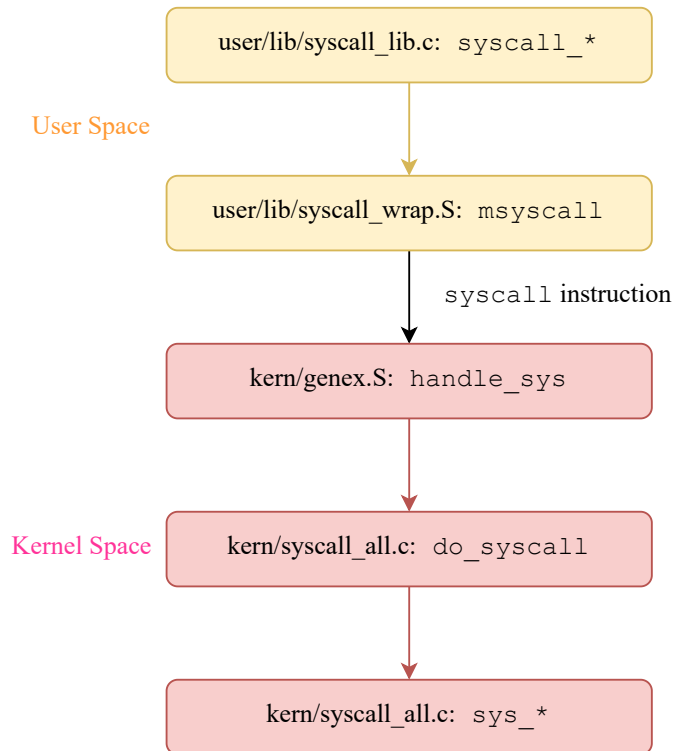 user/lib/syscall_lib.c: syscall_*
User Space
user/lib/syscall_wrap.S: msyscall
syscall instruction
kern/genex.S: handle_sys
Kernel Space
kern/syscall_all.c: do_syscall
kern/syscall_all.c: sys_*